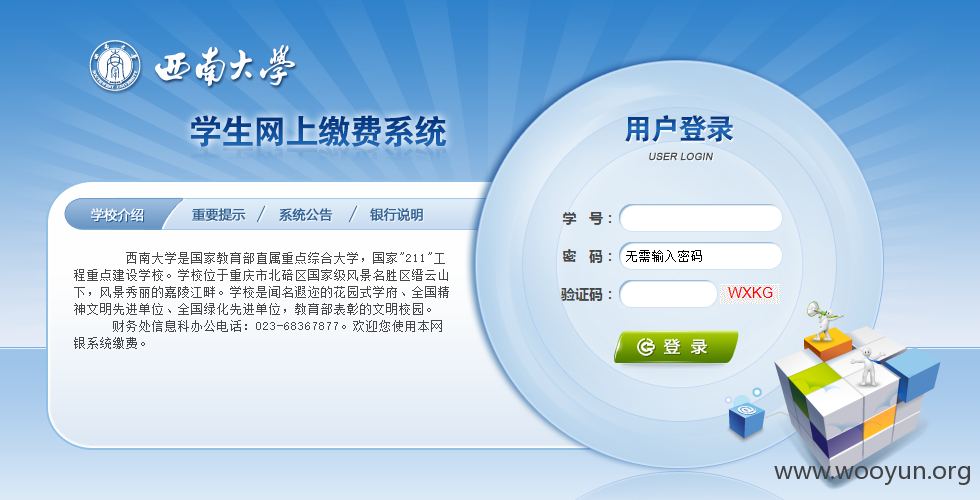 西南大學
学生网上缴费系统
用户登录
USER LOGIN
学校介绍 / 重要提示 / 系统公告 / 银行说明
西南大学是国家教育部直属重点综合大学，国家"211"工
程重点建设学校。学校位于重庆市北碚区国家级风景名胜区缙云山
下，风景秀丽的嘉陵江畔。学校是闻名遐迩的花园式学府、全国精
神文明先进单位、全国绿化先进单位，教育部表彰的文明校园。
财务处信息科办公电话：023-68367877。欢迎您使用本网
银系统缴费。
学 号：
密 码：无需输入密码
验证码： WXKG
登 录
www.wooyun.org